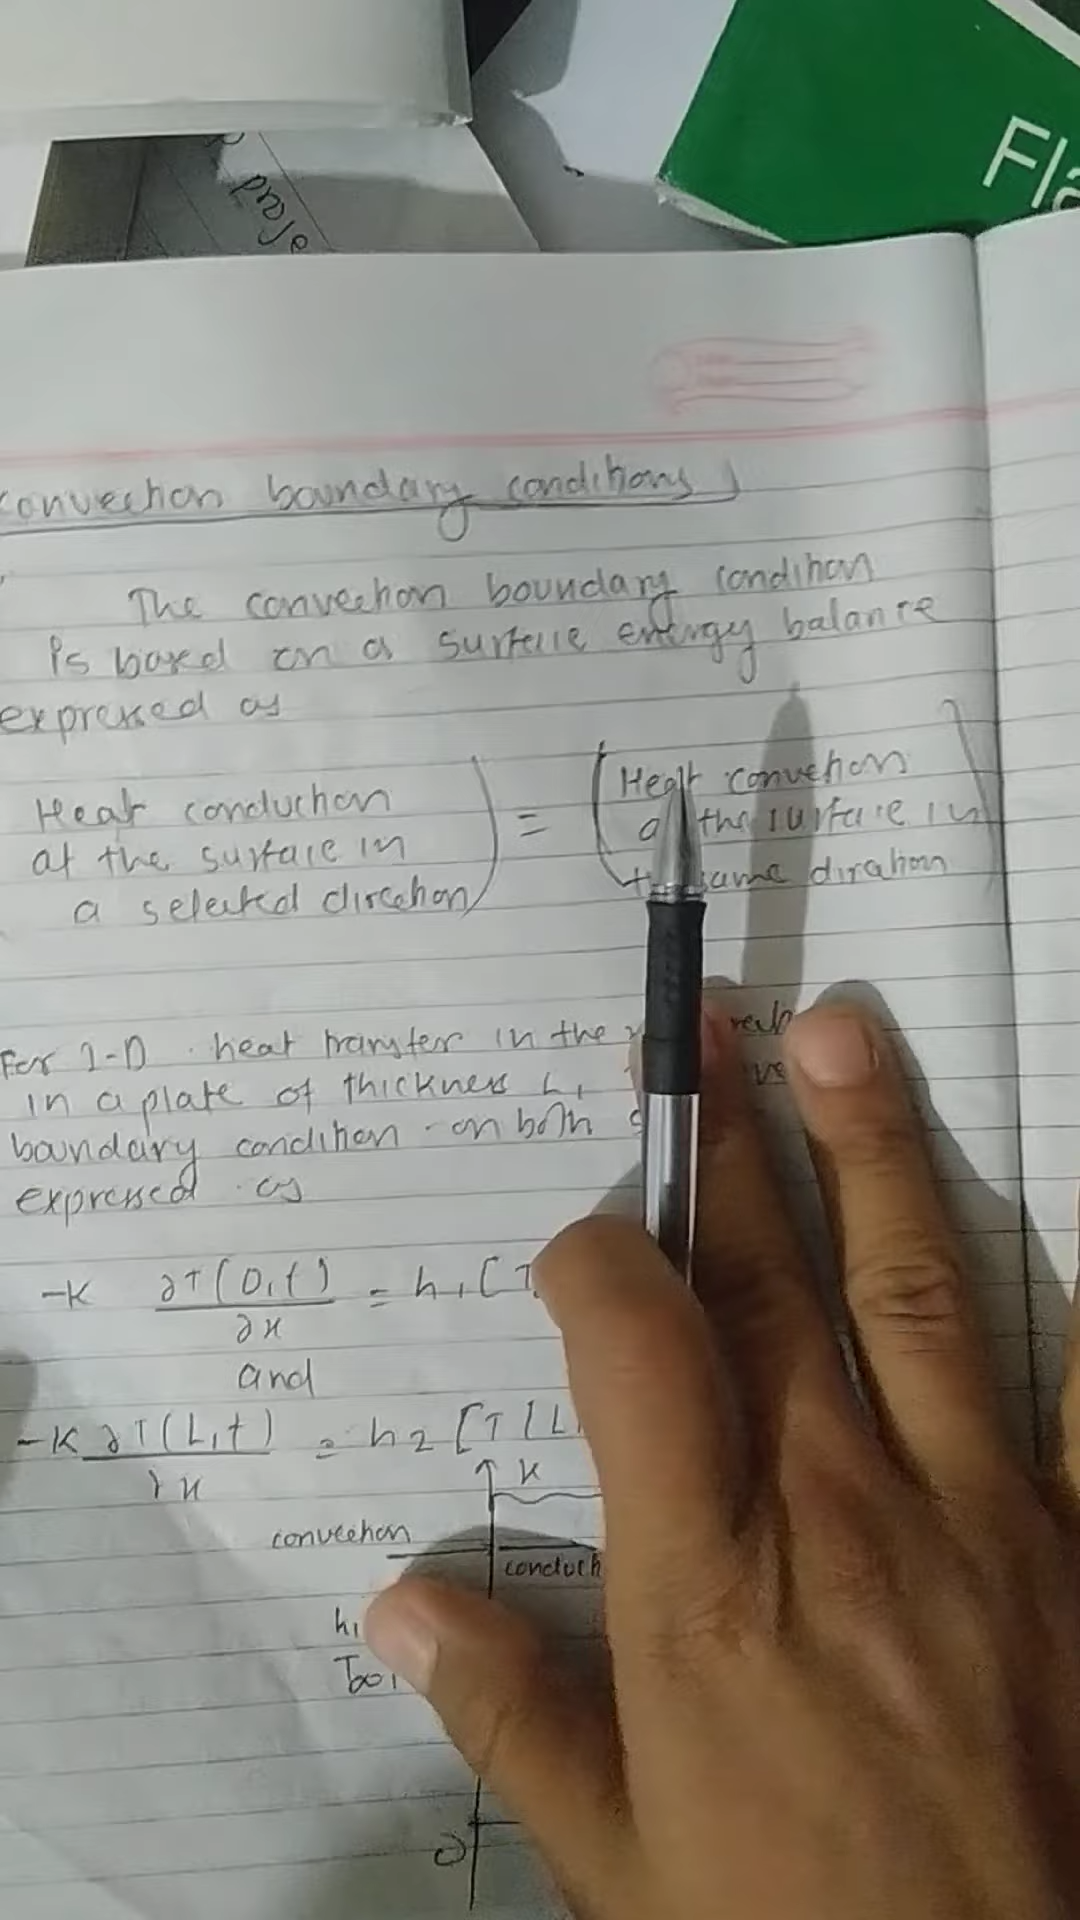 Fla
convection boundary conditions
The convection boundary condition
is based on a surface energy balance
expressed as
Heat conduction
at the surface in
a selected direction
=
Heat convection
the surface in
same direction
For 1-D heat transfer in the
in a plate of thickness L,
boundary condition on both
expressed as
-K ∂T(0,t) = h1[T
∂x
and
-K ∂T(L,t) = h2 [T(L,
∂x
convection
conducti
h1
T∞1
0